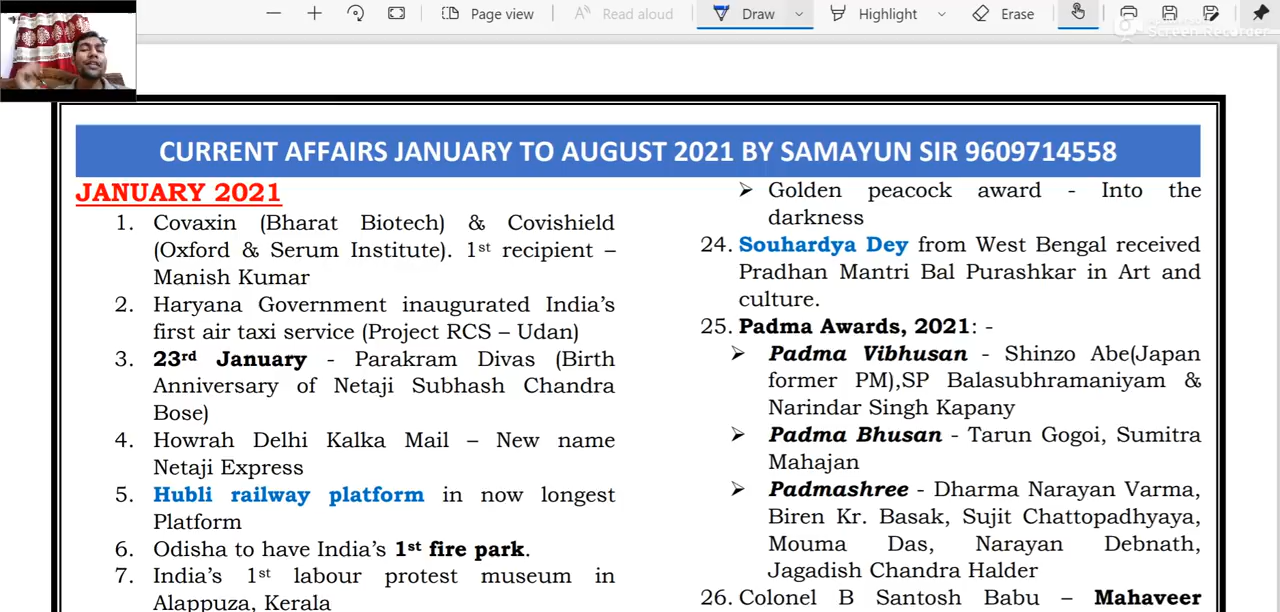 Page view
Read aloud
Draw
Highlight
Erase
Screen Recorder
CURRENT AFFAIRS JANUARY TO AUGUST 2021 BY SAMAYUN SIR 9609714558
JANUARY 2021
1. Covaxin (Bharat Biotech) & Covishield
(Oxford & Serum Institute). 1st recipient –
Manish Kumar
2. Haryana Government inaugurated India’s
first air taxi service (Project RCS – Udan)
3. 23rd January - Parakram Divas (Birth
Anniversary of Netaji Subhash Chandra
Bose)
4. Howrah Delhi Kalka Mail – New name
Netaji Express
5. Hubli railway platform in now longest
Platform
6. Odisha to have India’s 1st fire park.
7. India’s 1st labour protest museum in
Alappuza, Kerala
➢ Golden peacock award - Into the
darkness
24. Souhardya Dey from West Bengal received
Pradhan Mantri Bal Purashkar in Art and
culture.
25. Padma Awards, 2021: -
➢ Padma Vibhusan - Shinzo Abe(Japan
former PM),SP Balasubhramaniyam &
Narindar Singh Kapany
➢ Padma Bhusan - Tarun Gogoi, Sumitra
Mahajan
➢ Padmashree - Dharma Narayan Varma,
Biren Kr. Basak, Sujit Chattopadhyaya,
Mouma Das, Narayan Debnath,
Jagadish Chandra Halder
26. Colonel B Santosh Babu – Mahaveer